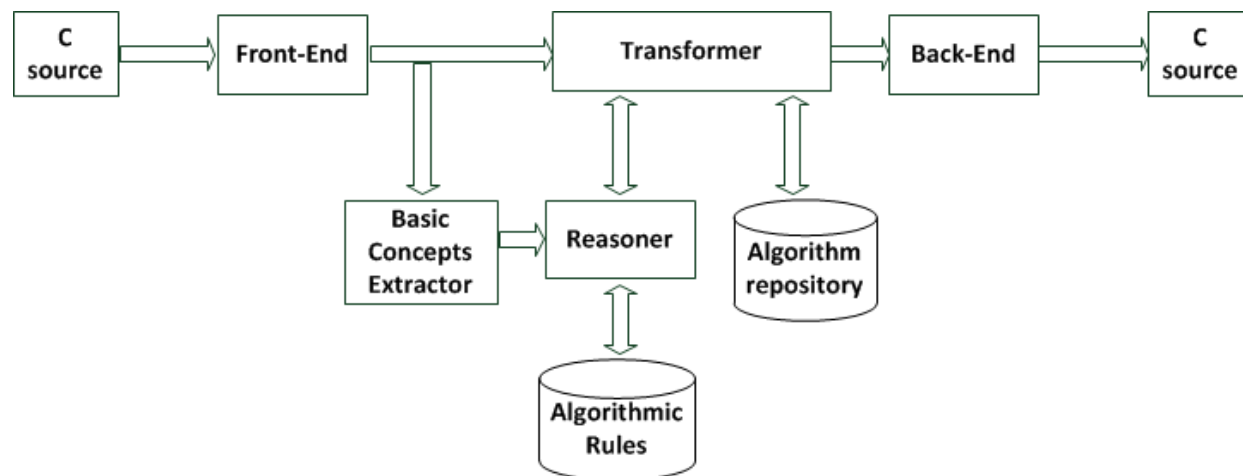 C
source
Front-End
Transformer
Back-End
C
source
Basic
Concepts
Extractor
Reasoner
Algorithm
repository
Algorithmic
Rules